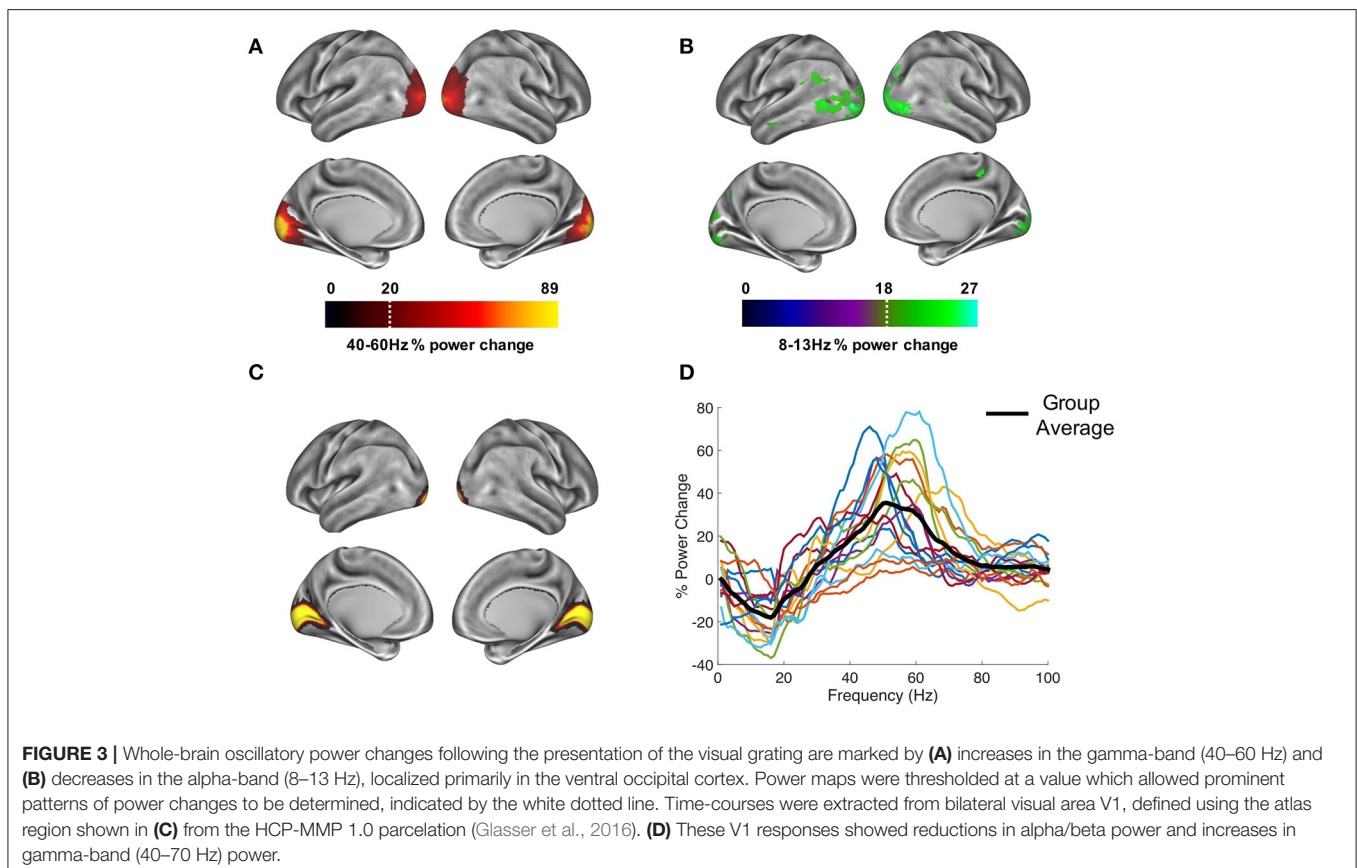 A
B
0 20 89
40-60Hz % power change
0 18 27
8-13Hz % power change
C
D
Group
Average
80
60
40
20
0
-20
-40
% Power Change
0 20 40 60 80 100
Frequency (Hz)
FIGURE 3 | Whole-brain oscillatory power changes following the presentation of the visual grating are marked by (A) increases in the gamma-band (40–60 Hz) and
(B) decreases in the alpha-band (8–13 Hz), localized primarily in the ventral occipital cortex. Power maps were thresholded at a value which allowed prominent
patterns of power changes to be determined, indicated by the white dotted line. Time-courses were extracted from bilateral visual area V1, defined using the atlas
region shown in (C) from the HCP-MMP 1.0 parcelation (Glasser et al., 2016). (D) These V1 responses showed reductions in alpha/beta power and increases in
gamma-band (40–70 Hz) power.